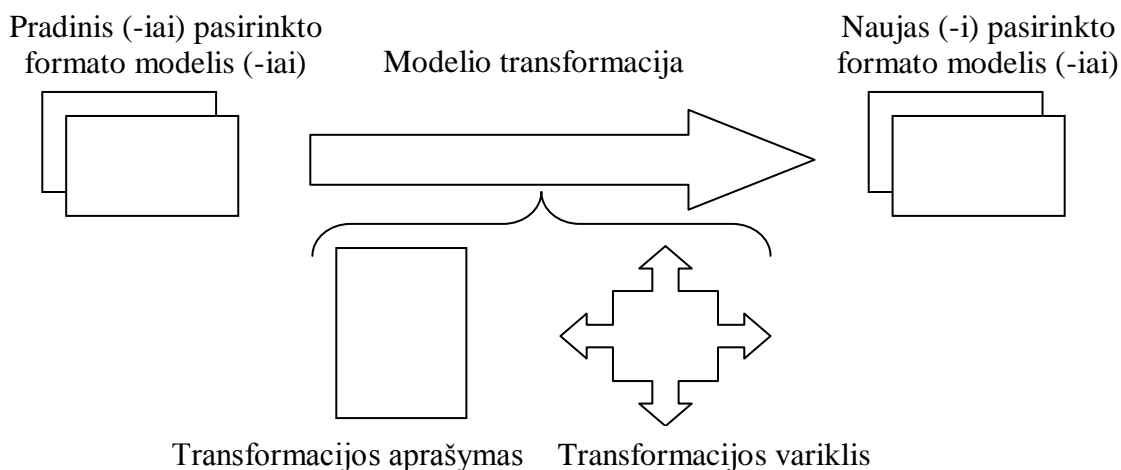 Pradinis (-iai) pasirinkto
formato modelis (-iai)
Modelio transformacija
Naujas (-i) pasirinkto
formato modelis (-iai)
Transformacijos aprašymas
Transformacijos variklis